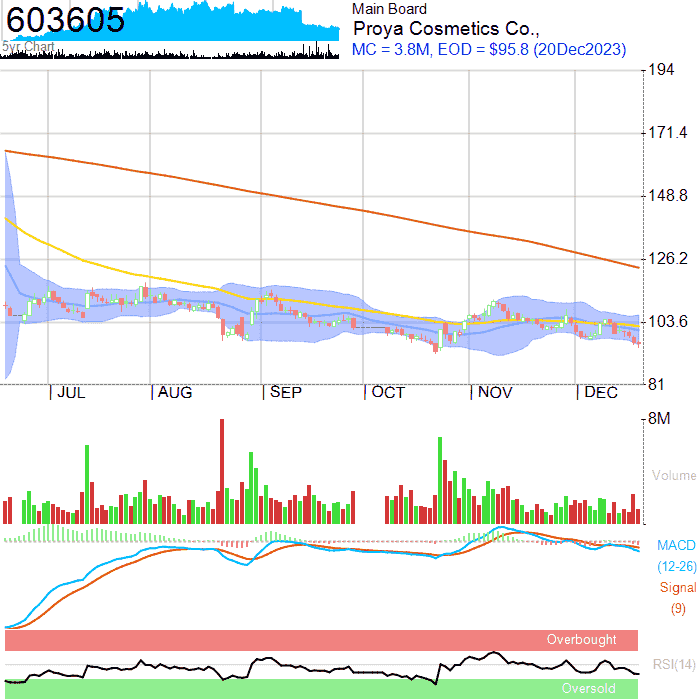 603605
5yr Chart
Main Board
Proya Cosmetics Co.,
MC = 3.8M, EOD = $95.8 (20Dec2023)
194
171.4
148.8
126.2
103.6
81
JUL
AUG
SEP
OCT
NOV
DEC
8M
Volume
MACD
(12-26)
Signal
(9)
Overbought
RSI(14)
Oversold